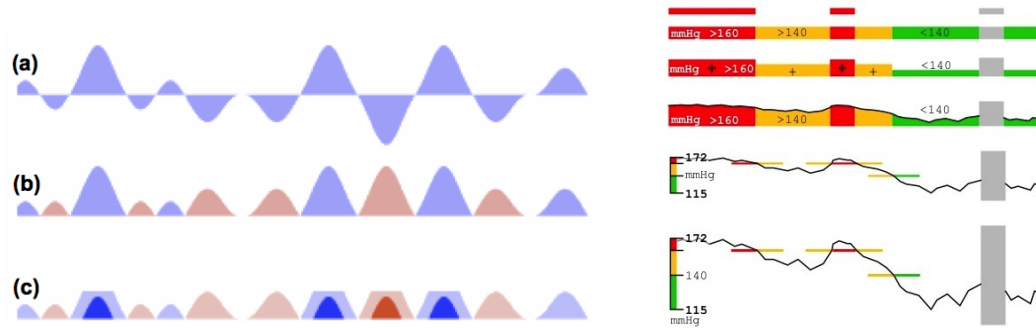 (a)
(b)
(c)
mmHg >160 >140 <140
mmHg + >160 + + + <140
mmHg >160 >140 <140
172
mmHg
115
172
140
115
mmHg